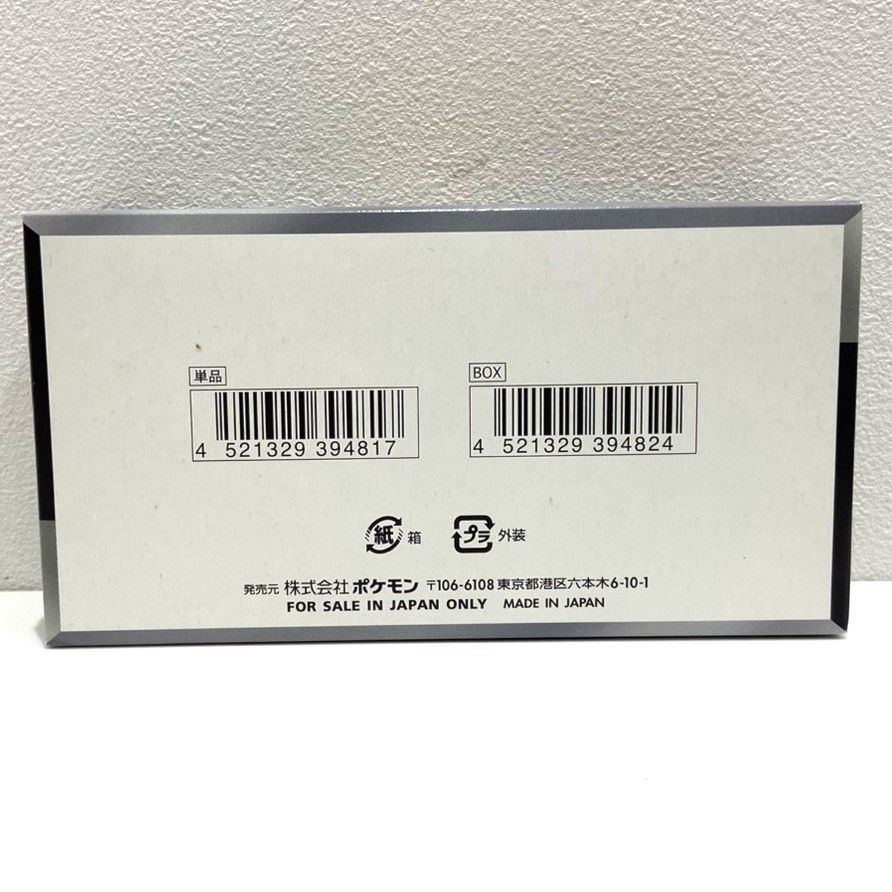 単品
BOX
4 521329 394817
4 521329 394824
紙 箱
プラ 外装
発売元 株式会社ポケモン 〒106-6108 東京都港区六本木6-10-1
FOR SALE IN JAPAN ONLY MADE IN JAPAN